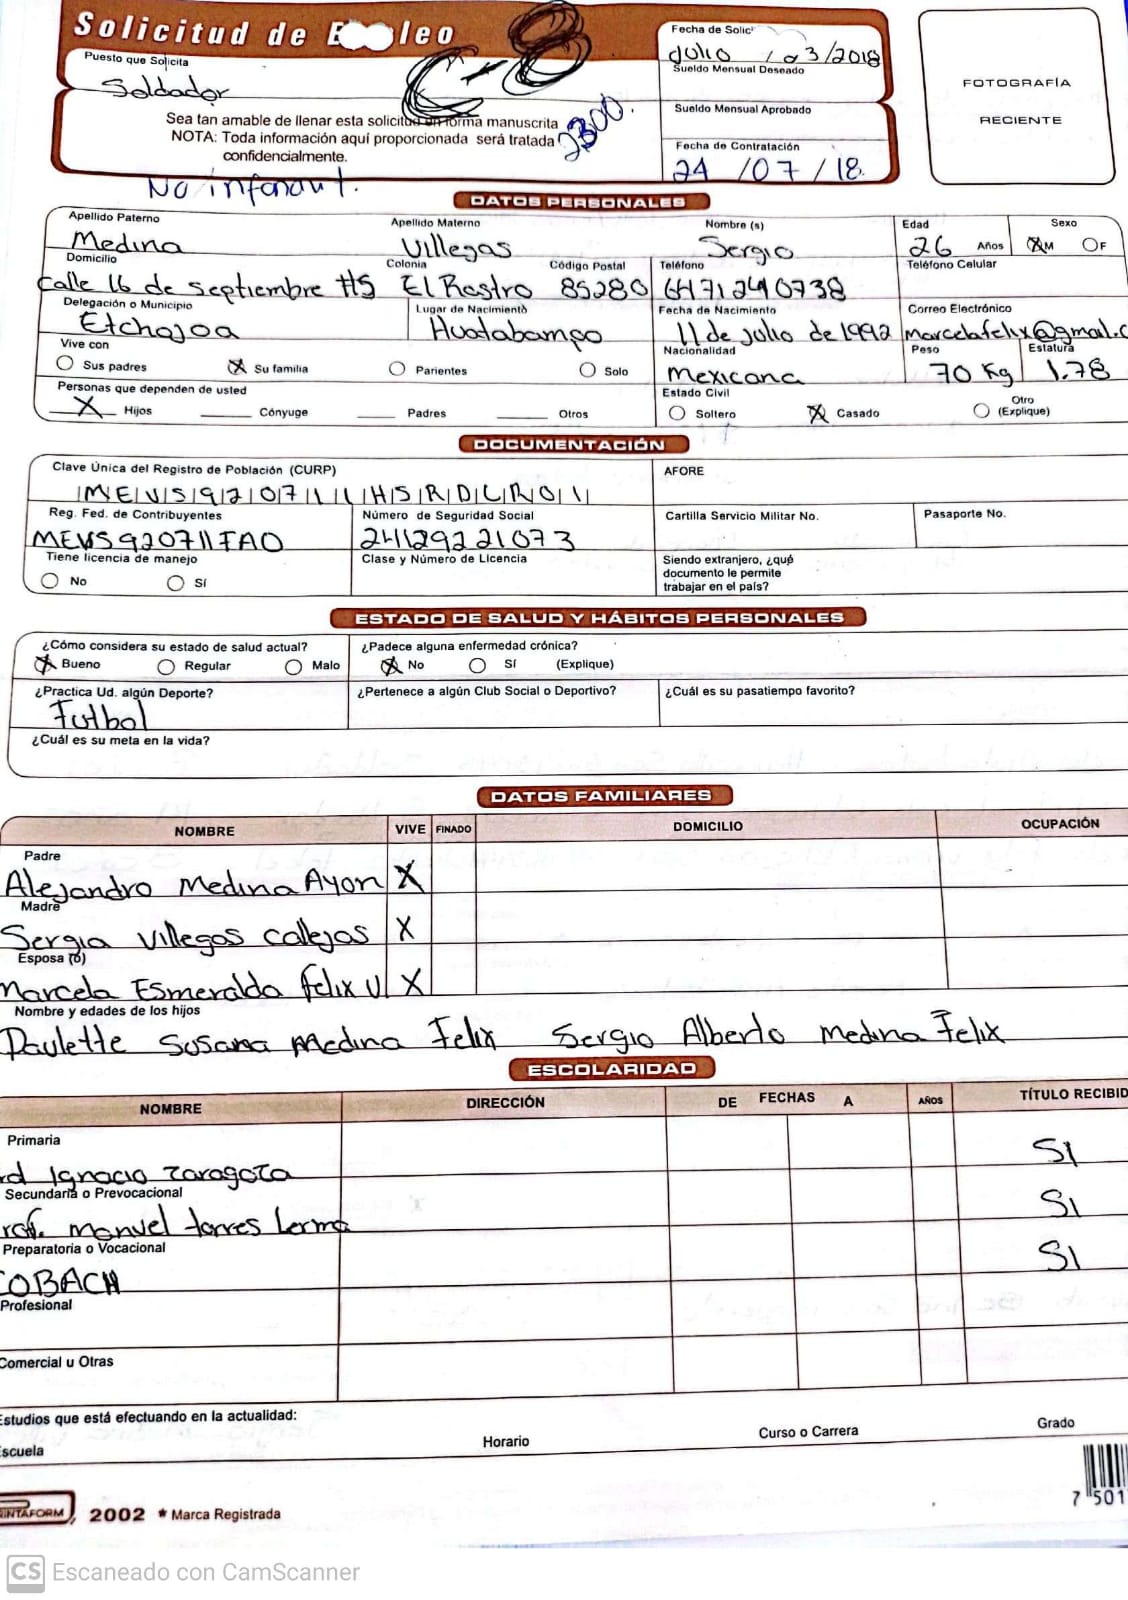 Solicitud de E leo
C-8
Fecha de Solic
Julio / 03/2018
Puesto que Solicita
Soldador
Sueldo Mensual Deseado
Sueldo Mensual Aprobado
Sea tan amable de llenar esta solicitud en forma manuscrita
NOTA: Toda información aquí proporcionada será tratada
confidencialmente.
2300.
Fecha de Contratación
24 /07 /18.
FOTOGRAFÍA
RECIENTE
No infonavit.
DATOS PERSONALES
Apellido Paterno Apellido Materno Nombre (s) Edad Sexo
Medina Villegas Sergio 26 Años M F
Domicilio Colonia Código Postal Teléfono Teléfono Celular
Calle 16 de septiembre #5 El Rastro 85280 6471240738
Delegación o Municipio Lugar de Nacimiento Fecha de Nacimiento Correo Electrónico
Etchojoa Huatabampo 11 de julio de 1992 marcelafelix@gmail.c
Vive con Nacionalidad Peso Estatura
Sus padres X Su familia Parientes Solo Mexicana 70 Kg 1.78
Personas que dependen de usted Estado Civil
X Hijos Cónyuge Padres Otros Soltero X Casado Otro (Explique)
DOCUMENTACIÓN
Clave Única del Registro de Población (CURP) AFORE
MEVS920711HSRDLR01
Reg. Fed. de Contribuyentes Número de Seguridad Social Cartilla Servicio Militar No. Pasaporte No.
MEVS920711FA0 24129221073
Tiene licencia de manejo Clase y Número de Licencia Siendo extranjero, ¿qué
No Sí documento le permite
trabajar en el país?
ESTADO DE SALUD Y HÁBITOS PERSONALES
¿Cómo considera su estado de salud actual? ¿Padece alguna enfermedad crónica?
X Bueno Regular Malo X No Sí (Explique)
¿Practica Ud. algún Deporte? ¿Pertenece a algún Club Social o Deportivo? ¿Cuál es su pasatiempo favorito?
Futbol
¿Cuál es su meta en la vida?
DATOS FAMILIARES
NOMBRE VIVE FINADO DOMICILIO OCUPACIÓN
Padre
Alejandro Medina Ayon X
Madre
Sergia Villegas Callejas X
Esposa (o)
Marcela Esmeralda Felix V X
Nombre y edades de los hijos
Paulette Susana Medina Felix Sergio Alberto Medina Felix
ESCOLARIDAD
NOMBRE DIRECCIÓN DE FECHAS A AÑOS TÍTULO RECIBID
Primaria
rd Ignacio Zaragoza SI
Secundaria o Prevocacional
rof. Manuel torres Lerma SI
Preparatoria o Vocacional
COBACH SI
Profesional
Comercial u Otras
Estudios que está efectuando en la actualidad:
Escuela Horario Curso o Carrera Grado
PRINTAFORM 2002 * Marca Registrada
7 501
CS Escaneado con CamScanner